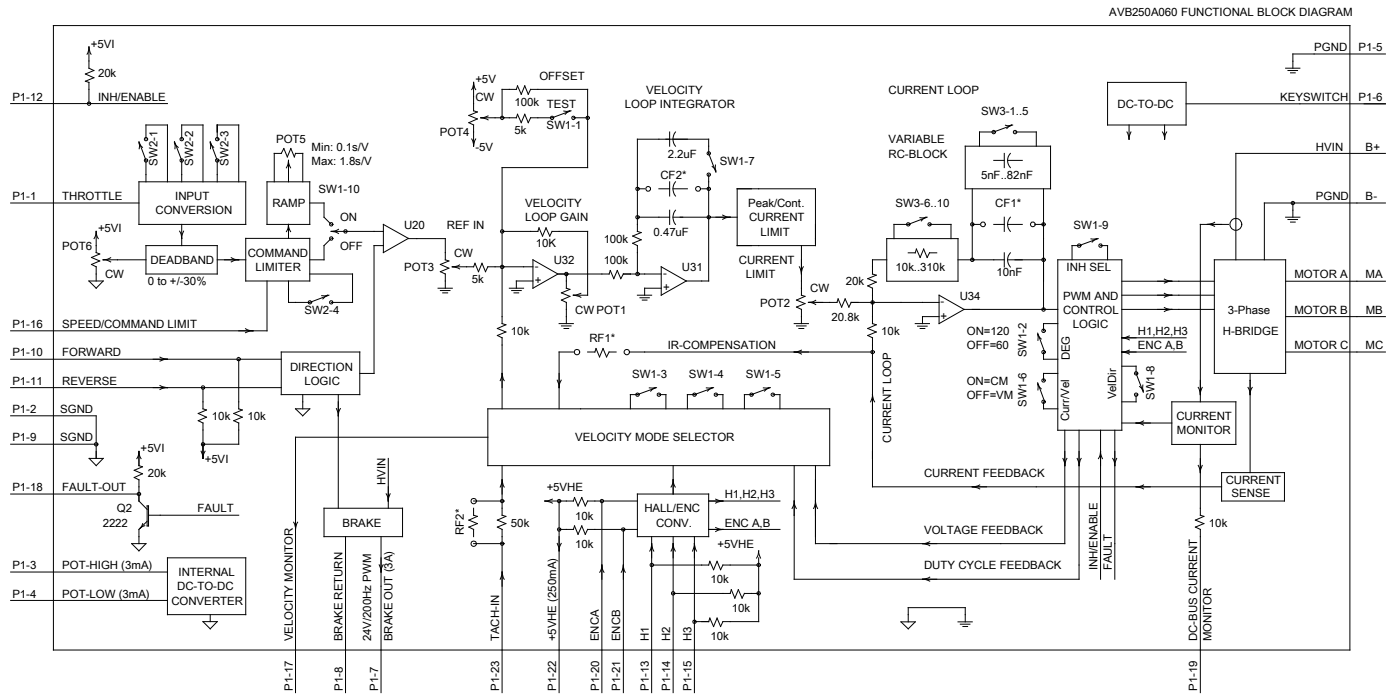 AVB250A060 FUNCTIONAL BLOCK DIAGRAM
+5VI
20k
P1-12 INH/ENABLE
SW2-1
SW2-2
SW2-3
POT5
Min: 0.1s/V
Max: 1.8s/V
P1-1 THROTTLE
INPUT
CONVERSION
RAMP
SW1-10
ON
OFF
U20
+5VI
POT6
CW
DEADBAND
0 to +/-30%
COMMAND
LIMITER
SW2-4
P1-16 SPEED/COMMAND LIMIT
P1-10 FORWARD
P1-11 REVERSE
DIRECTION
LOGIC
P1-2 SGND
P1-9 SGND
10k
10k
+5VI
+5VI
20k
P1-18 FAULT-OUT
Q2
2222
FAULT
P1-3 POT-HIGH (3mA)
P1-4 POT-LOW (3mA)
INTERNAL
DC-TO-DC
CONVERTER
HVIN
BRAKE
VELOCITY MONITOR
P1-17
BRAKE RETURN
P1-8
24V/200Hz PWM
BRAKE OUT (3A)
P1-7
+5V
CW
POT4
-5V
OFFSET
100k
TEST
5k
SW1-1
REF IN
CW
POT3
5k
VELOCITY
LOOP GAIN
10K
U32
CW POT1
10k
VELOCITY
LOOP INTEGRATOR
2.2uF
SW1-7
CF2*
0.47uF
100k
100k
U31
Peak/Cont.
CURRENT
LIMIT
CURRENT
LIMIT
CW
POT2
20.8k
CURRENT LOOP
VARIABLE
RC-BLOCK
SW3-1..5
5nF..82nF
SW3-6..10
10k..310k
CF1*
10nF
20k
U34
10k
RF1*
IR-COMPENSATION
CURRENT LOOP
SW1-3
SW1-4
SW1-5
VELOCITY MODE SELECTOR
RF2*
50k
TACH-IN
P1-23
+5VHE
10k
10k
+5VHE (250mA)
P1-22
ENCA
P1-20
ENCB
P1-21
HALL/ENC
CONV.
H1,H2,H3
ENC A,B
+5VHE
10k
10k
10k
H1
P1-13
H2
P1-14
H3
P1-15
CURRENT FEEDBACK
VOLTAGE FEEDBACK
DUTY CYCLE FEEDBACK
SW1-9
INH SEL
PWM AND
CONTROL
LOGIC
ON=120
OFF=60
SW1-2
DEG
ON=CM
OFF=VM
SW1-6
Curr/Vel
VelDir
SW1-8
H1,H2,H3
ENC A,B
INH/ENABLE
FAULT
DC-TO-DC
3-Phase
H-BRIDGE
CURRENT
MONITOR
CURRENT
SENSE
10k
DC-BUS CURRENT
MONITOR
P1-19
PGND P1-5
KEYSWITCH P1-6
HVIN B+
PGND B-
MOTOR A MA
MOTOR B MB
MOTOR C MC